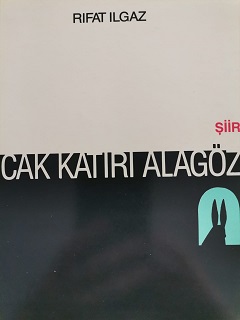 RIFAT ILGAZ
ŞİİR
CAK KATIRI ALAGÖZ